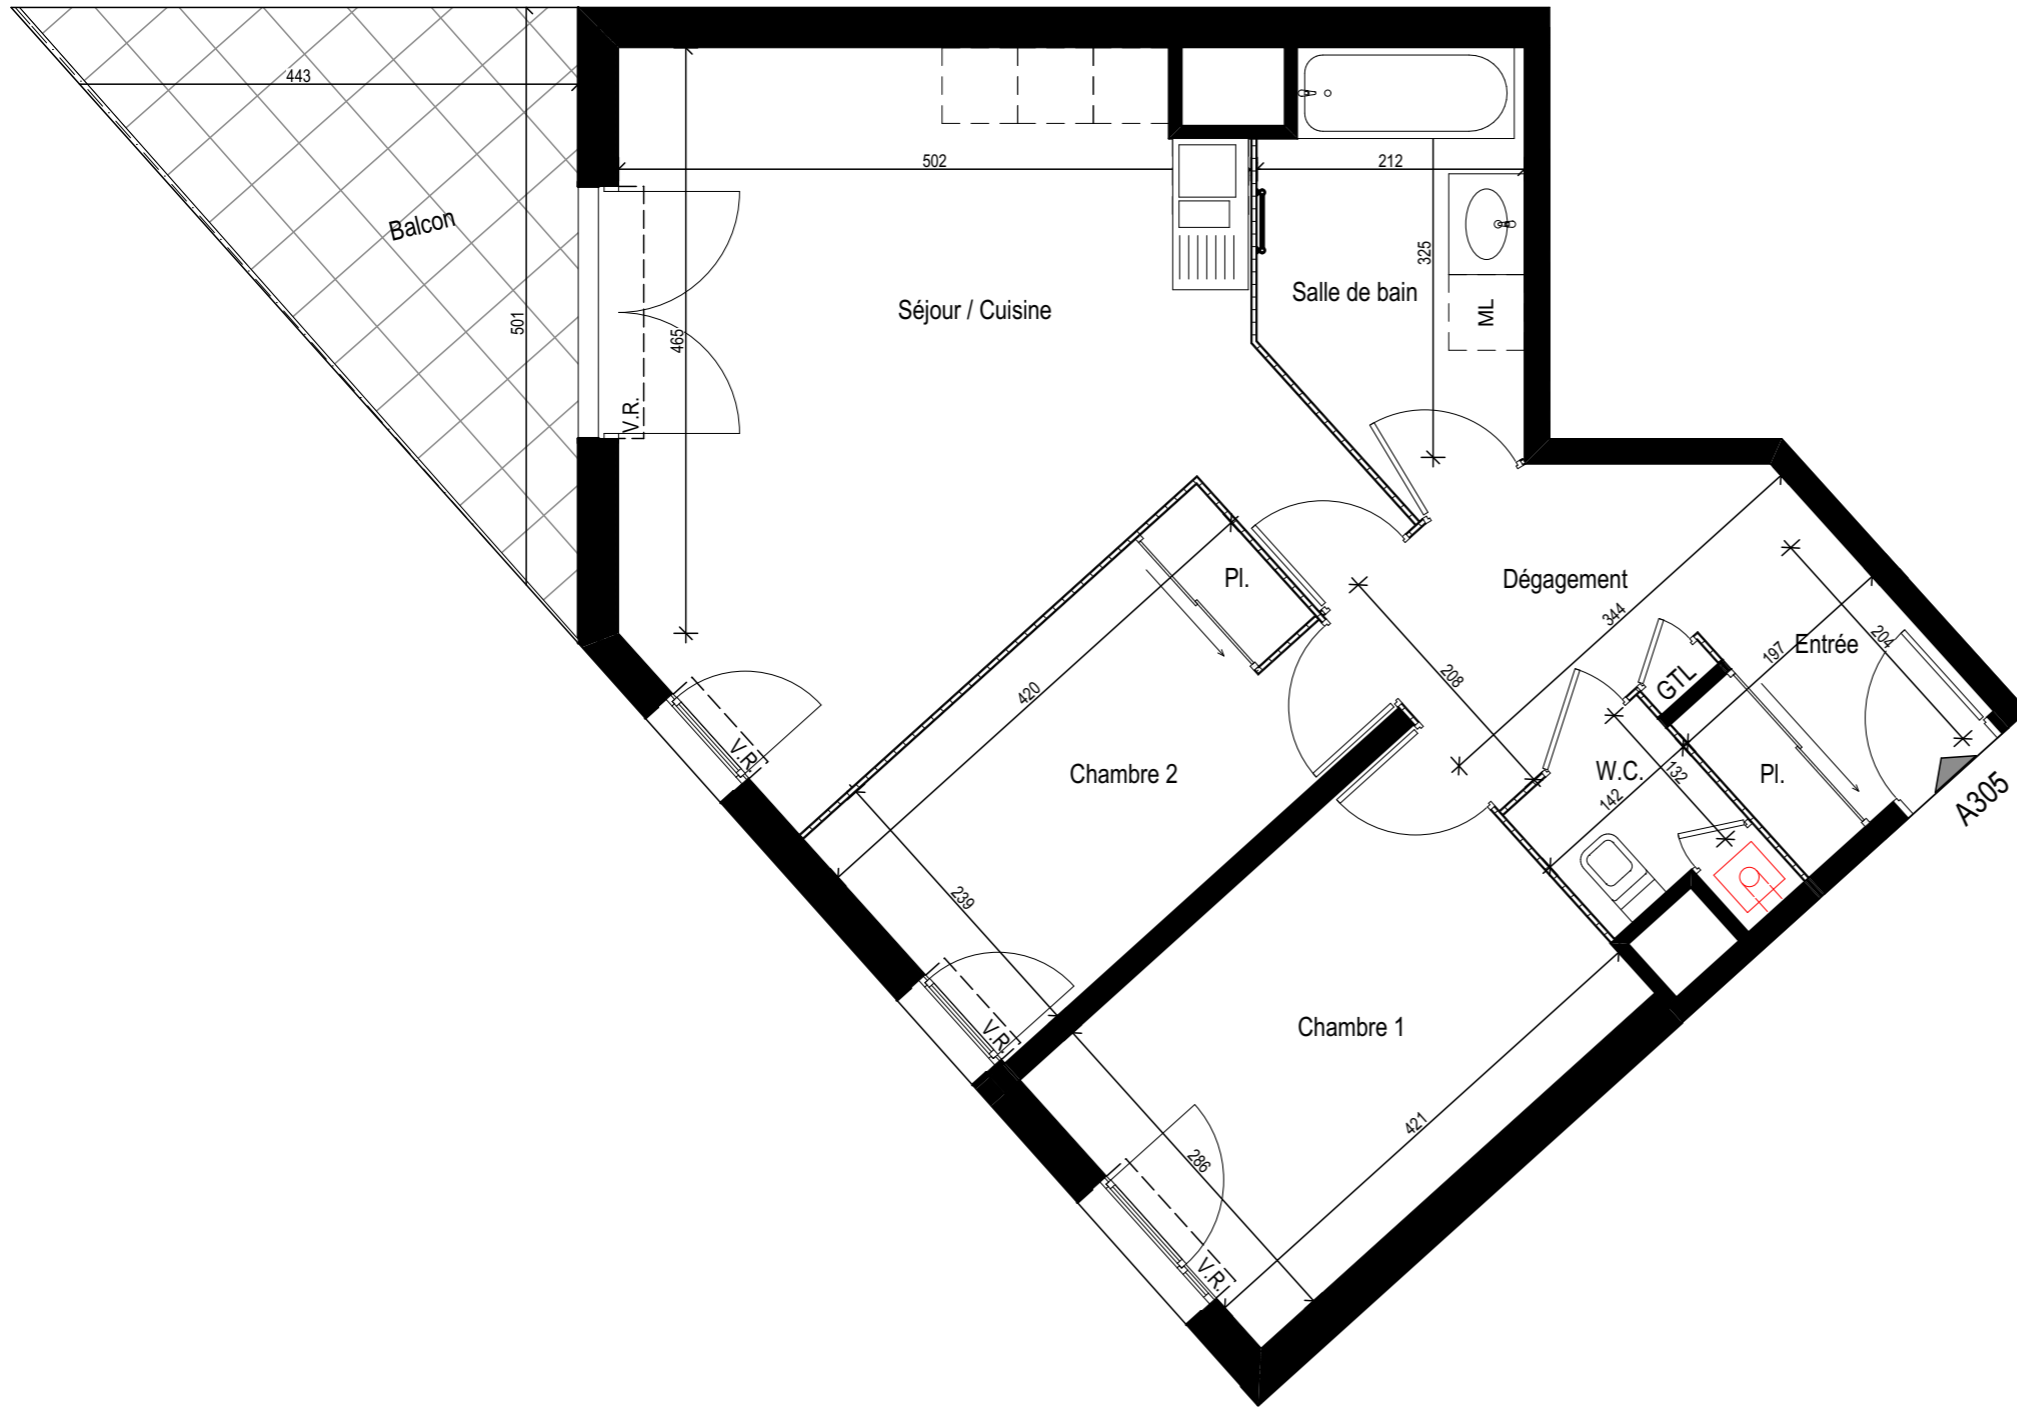 443
Balcon
501
465
502
212
325
Séjour / Cuisine
Salle de bain
ML
V.R.
Pl.
Dégagement
344
Entrée
204
197
GTL
208
420
V.R.
Chambre 2
W.C.
132
142
Pl.
A305
239
V.R.
Chambre 1
421
286
V.R.